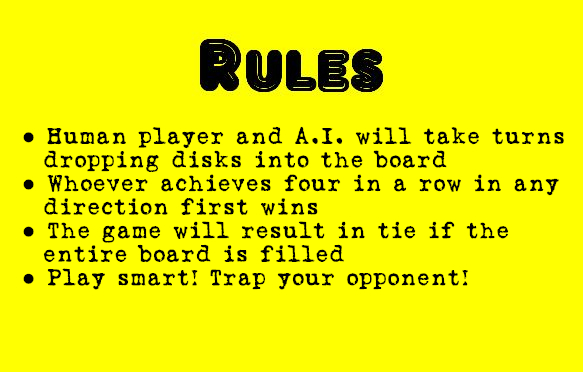 Rules
● Human player and A.I. will take turns
dropping disks into the board
● Whoever achieves four in a row in any
direction first wins
● The game will result in tie if the
entire board is filled
● Play smart! Trap your opponent!